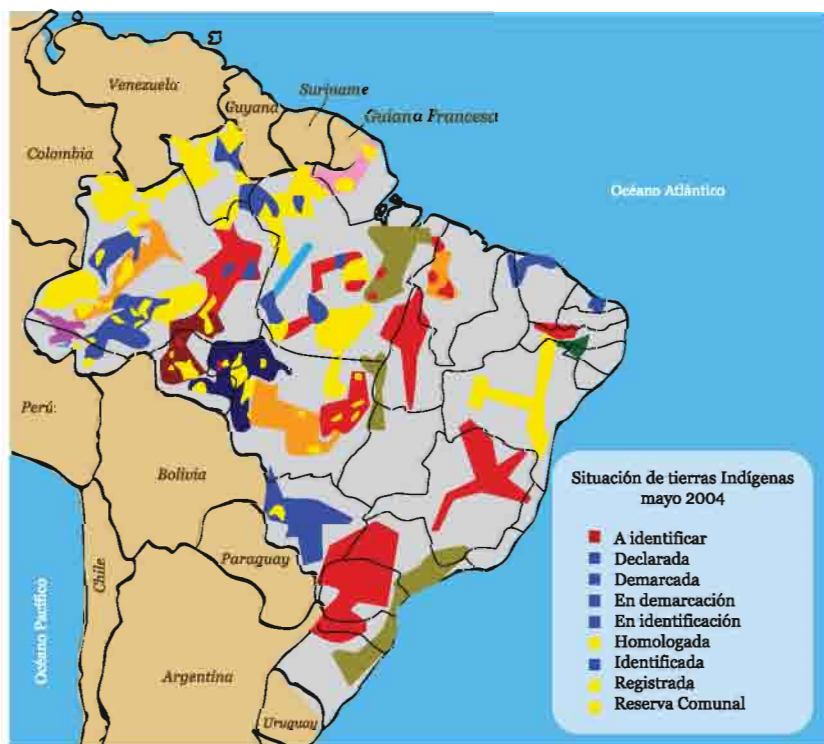 Venezuela
Suriname
Guyana
Guiana Francesa
Colombia
Océano Atlântico
Perú
Bolivia
Paraguay
Chile
Océano Pacífico
Argentina
Uruguay
Situación de tierras Indígenas
mayo 2004
A identificar
Declarada
Demarcada
En demarcación
En identificación
Homologada
Identificada
Registrada
Reserva Comunal